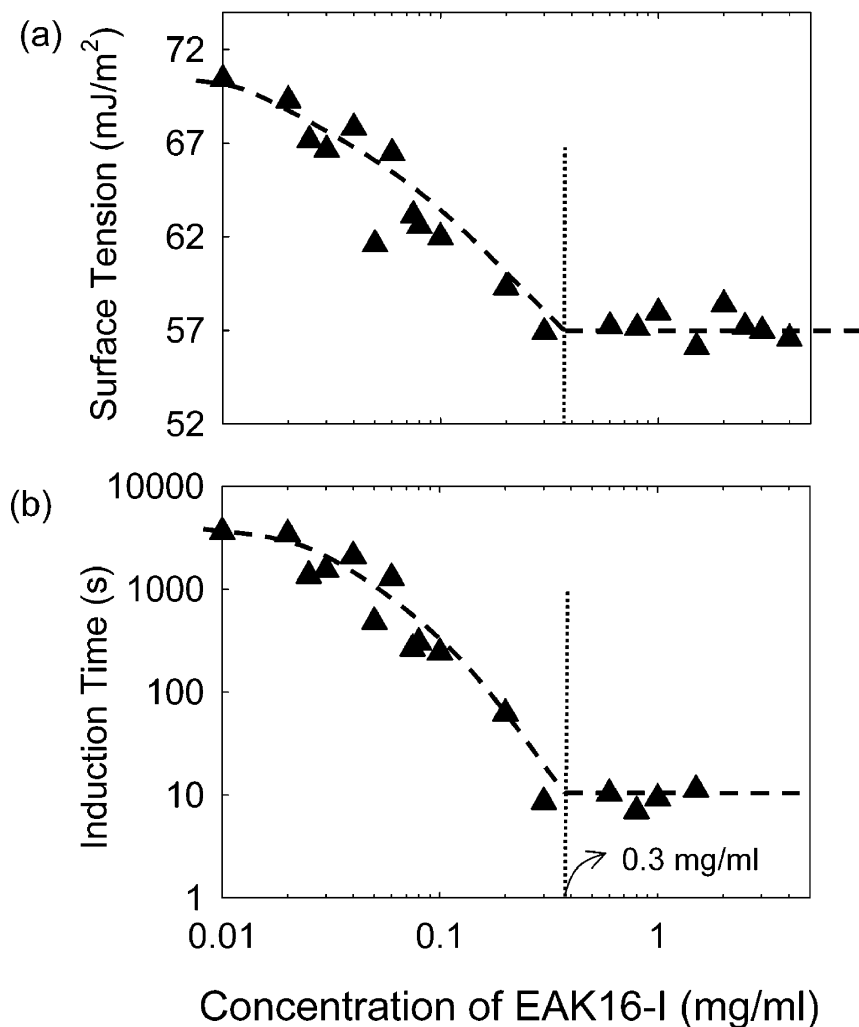 (a)
Surface Tension (mJ/m²)
72
67
62
57
52
(b)
Induction Time (s)
10000
1000
100
10
1
0.3 mg/ml
0.01
0.1
1
Concentration of EAK16-I (mg/ml)